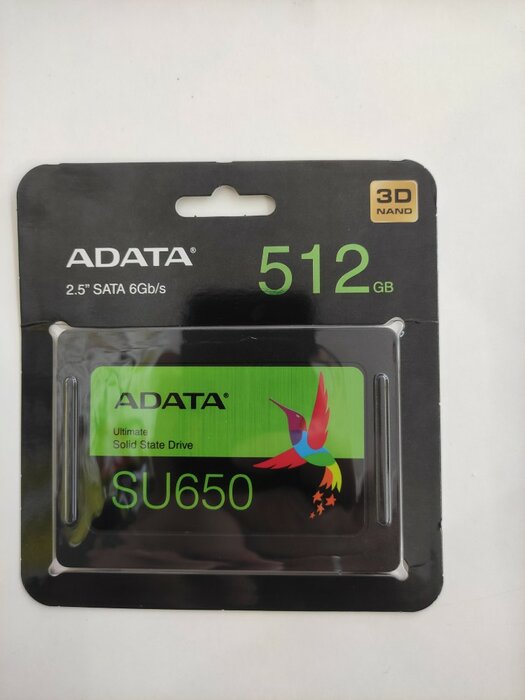 3D
NAND
ADATA®
512 GB
2.5" SATA 6Gb/s
ADATA®
Ultimate
Solid State Drive
SU650